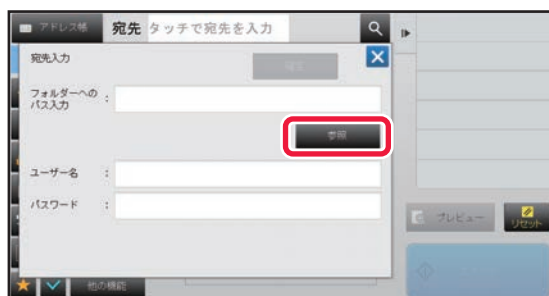 アドレス帳
宛先 タッチで宛先を入力
宛先入力
フォルダーへの
パス入力 :
参照
ユーザー名 :
パスワード :
プレビュー
リセット
他の機能